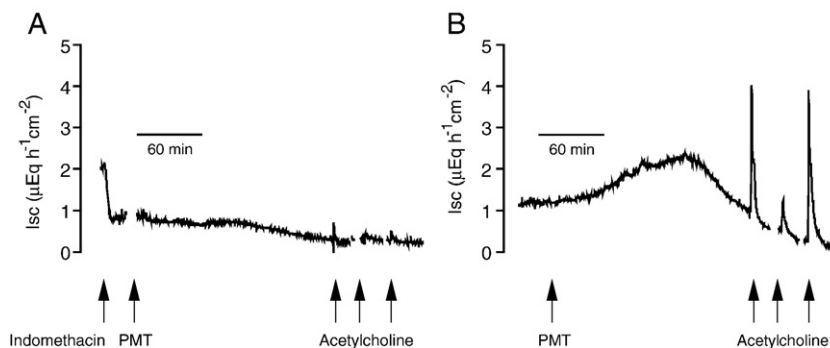 A
B
5
4
3
2
1
0
Isc (µEq h-1cm-2)
60 min
Indomethacin PMT Acetylcholine
5
4
3
2
1
0
Isc (µEq h-1cm-2)
60 min
PMT Acetylcholine